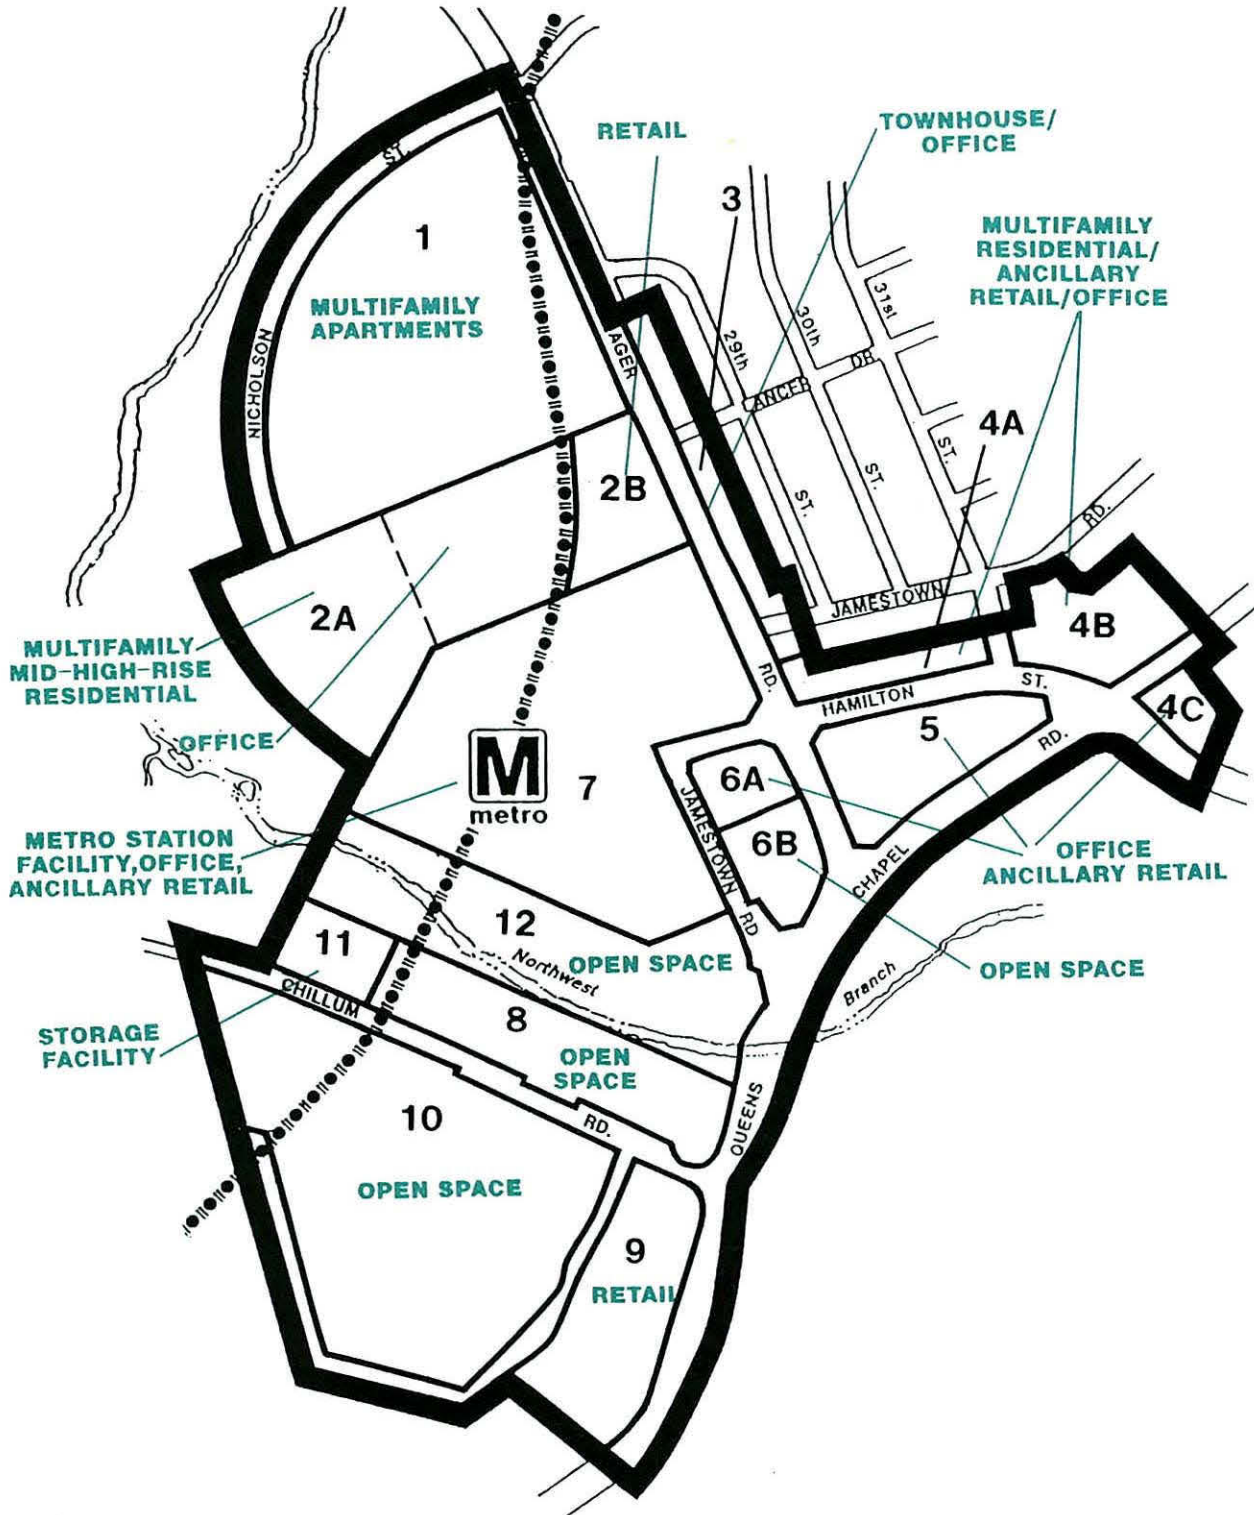 RETAIL
TOWNHOUSE/
OFFICE
3
MULTIFAMILY
RESIDENTIAL/
ANCILLARY
RETAIL/OFFICE
ST.
1
MULTIFAMILY
APARTMENTS
NICHOLSON
AGER
29th
30th
31st
ANCER
DR.
4A
ST.
ST.
ST.
2B
RD.
JAMESTOWN
2A
4B
MULTIFAMILY
MID-HIGH-RISE
RESIDENTIAL
RD.
HAMILTON
ST.
4C
OFFICE
5
RD.
M
metro
7
6A
JAMESTOWN
RD
6B
METRO STATION
FACILITY, OFFICE,
ANCILLARY RETAIL
CHAPEL
OFFICE
ANCILLARY RETAIL
12
OPEN SPACE
Northwest
Branch
OPEN SPACE
11
CHILLUM
STORAGE
FACILITY
8
OPEN
SPACE
10
RD.
QUEENS
OPEN SPACE
9
RETAIL